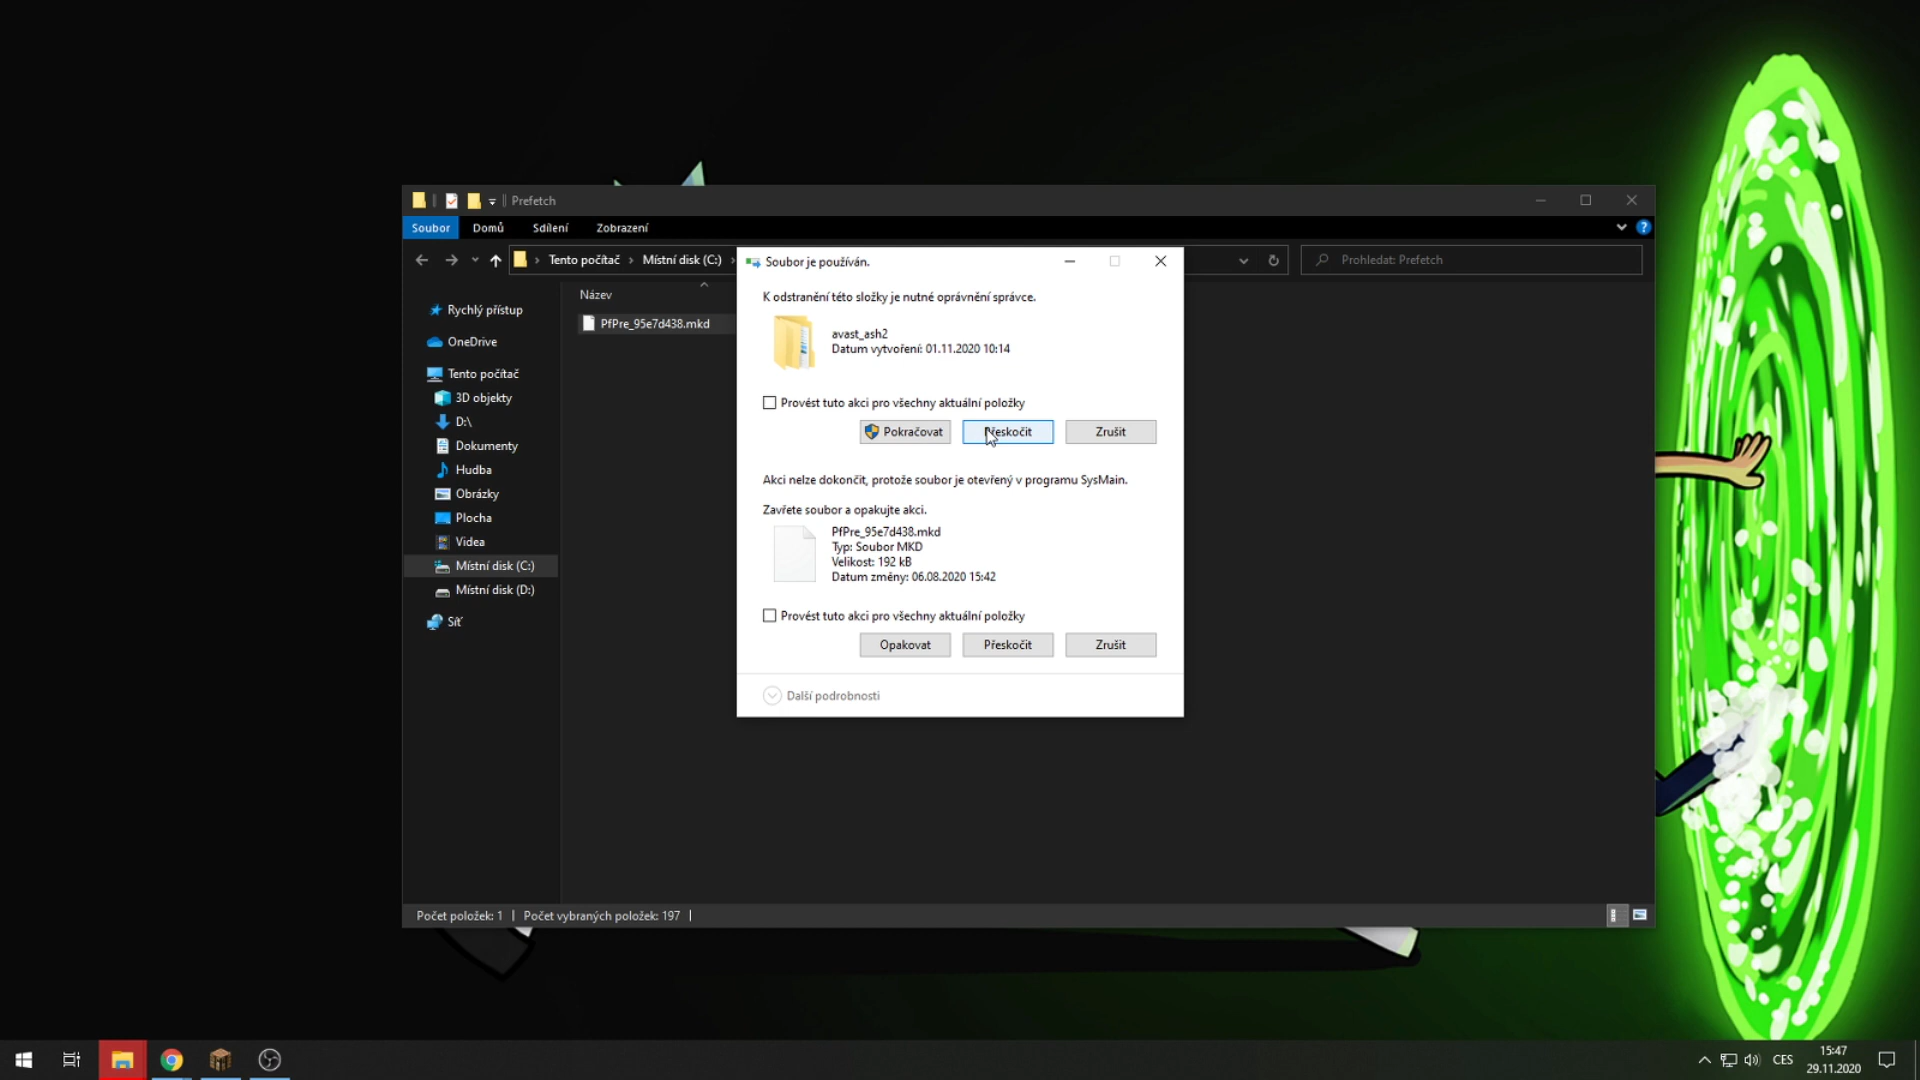 Prefetch
Soubor
Domů
Sdílení
Zobrazení
Tento počítač
Místní disk (C:)
Prohledat: Prefetch
Rychlý přístup
OneDrive
Tento počítač
3D objekty
D:\
Dokumenty
Hudba
Obrázky
Plocha
Videa
Místní disk (C:)
Místní disk (D:)
Síť
Název
PfPre_95e7d438.mkd
Soubor je používán.
K odstranění této složky je nutné oprávnění správce.
avast_ash2
Datum vytvoření: 01.11.2020 10:14
Provést tuto akci pro všechny aktuální položky
Pokračovat
Přeskočit
Zrušit
Akci nelze dokončit, protože soubor je otevřený v programu SysMain.
Zavřete soubor a opakujte akci.
PfPre_95e7d438.mkd
Typ: Soubor MKD
Velikost: 192 kB
Datum změny: 06.08.2020 15:42
Provést tuto akci pro všechny aktuální položky
Opakovat
Přeskočit
Zrušit
Další podrobnosti
Počet položek: 1
Počet vybraných položek: 197
CES
15:47
29.11.2020